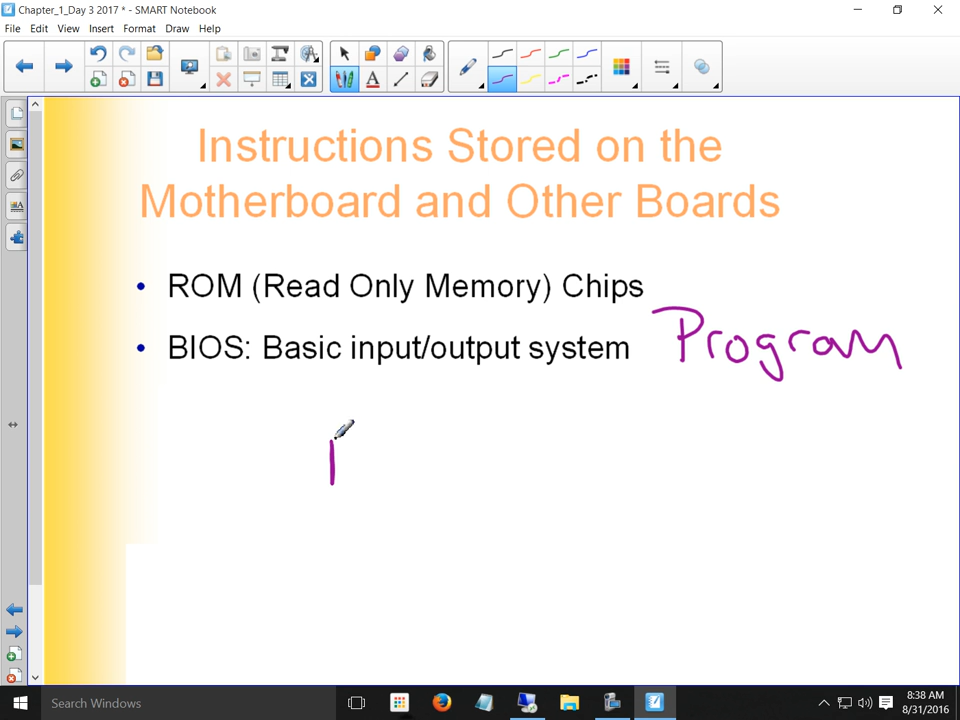 Chapter_1_Day 3 2017 * - SMART Notebook
File Edit View Insert Format Draw Help
Instructions Stored on the
Motherboard and Other Boards
• ROM (Read Only Memory) Chips
• BIOS: Basic input/output system Program
Search Windows
8:38 AM
8/31/2016